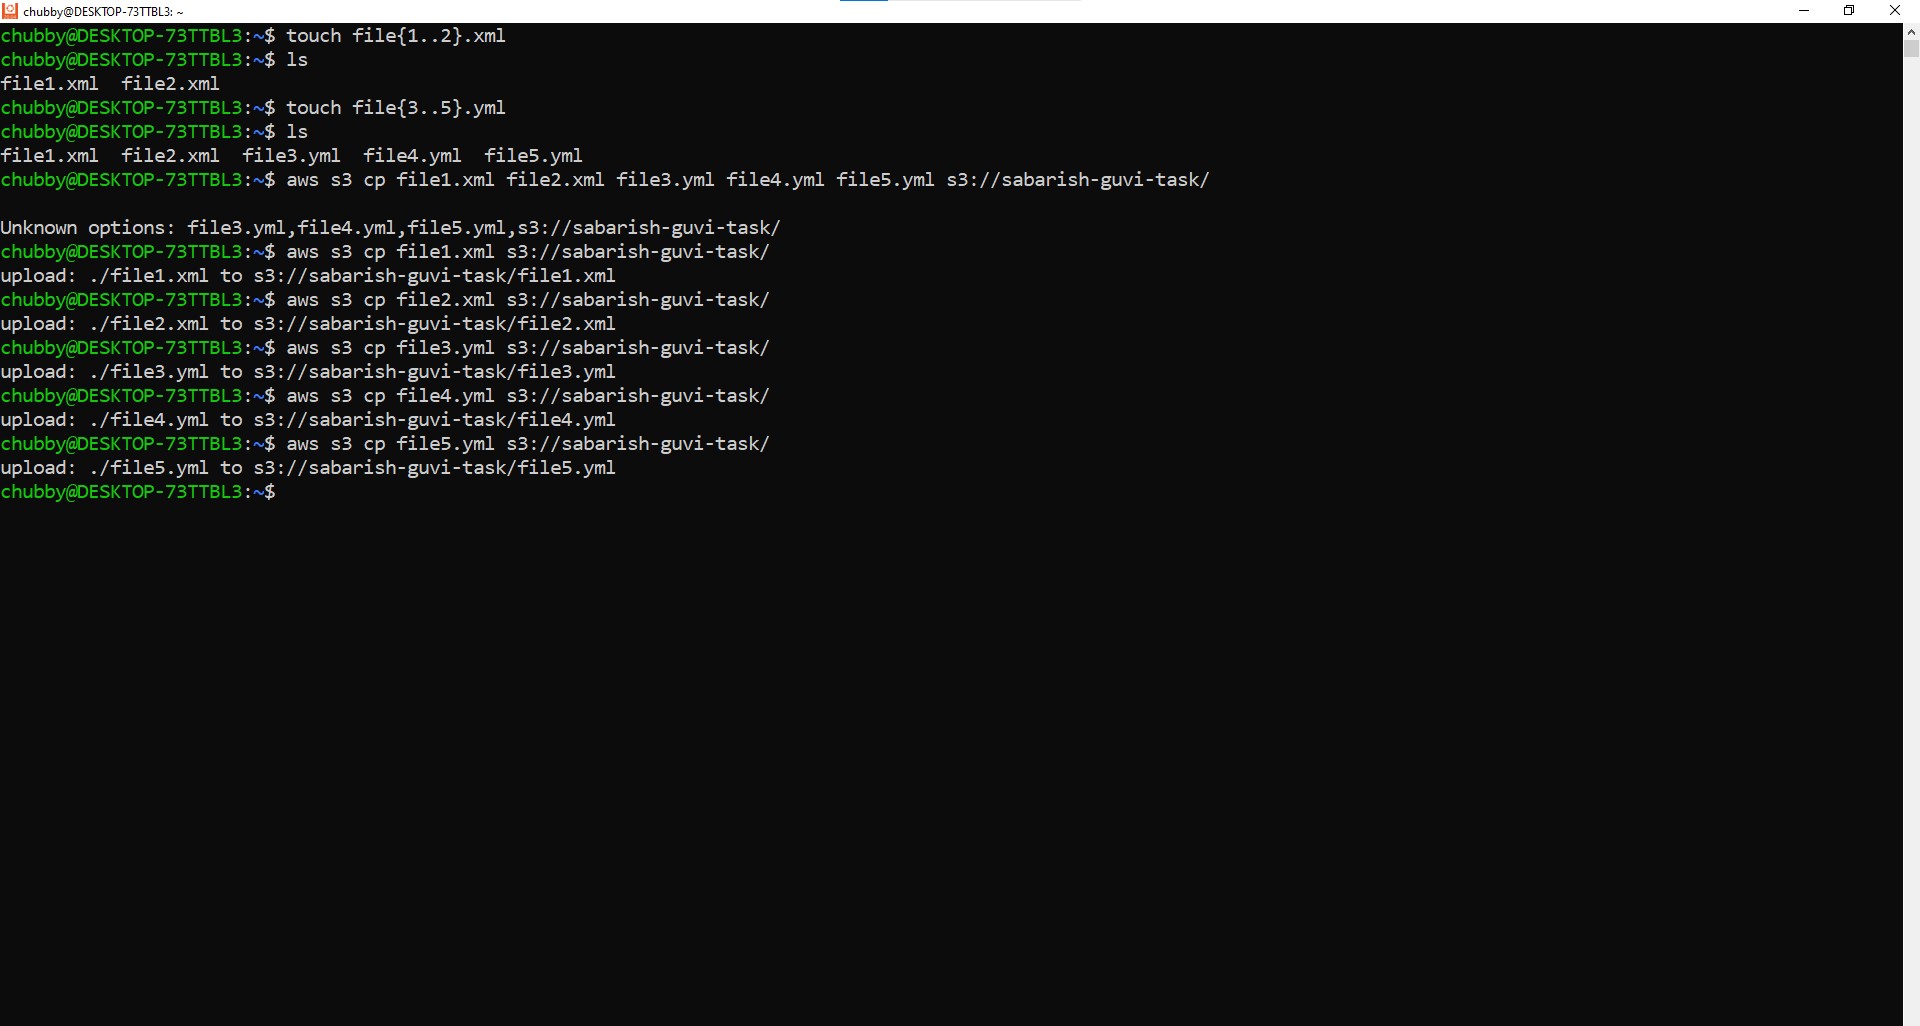 chubby@DESKTOP-73TTBL3: ~
chubby@DESKTOP-73TTBL3:~$ touch file{1..2}.xml
chubby@DESKTOP-73TTBL3:~$ ls
file1.xml  file2.xml
chubby@DESKTOP-73TTBL3:~$ touch file{3..5}.yml
chubby@DESKTOP-73TTBL3:~$ ls
file1.xml  file2.xml  file3.yml  file4.yml  file5.yml
chubby@DESKTOP-73TTBL3:~$ aws s3 cp file1.xml file2.xml file3.yml file4.yml file5.yml s3://sabarish-guvi-task/
Unknown options: file3.yml,file4.yml,file5.yml,s3://sabarish-guvi-task/
chubby@DESKTOP-73TTBL3:~$ aws s3 cp file1.xml s3://sabarish-guvi-task/
upload: ./file1.xml to s3://sabarish-guvi-task/file1.xml
chubby@DESKTOP-73TTBL3:~$ aws s3 cp file2.xml s3://sabarish-guvi-task/
upload: ./file2.xml to s3://sabarish-guvi-task/file2.xml
chubby@DESKTOP-73TTBL3:~$ aws s3 cp file3.yml s3://sabarish-guvi-task/
upload: ./file3.yml to s3://sabarish-guvi-task/file3.yml
chubby@DESKTOP-73TTBL3:~$ aws s3 cp file4.yml s3://sabarish-guvi-task/
upload: ./file4.yml to s3://sabarish-guvi-task/file4.yml
chubby@DESKTOP-73TTBL3:~$ aws s3 cp file5.yml s3://sabarish-guvi-task/
upload: ./file5.yml to s3://sabarish-guvi-task/file5.yml
chubby@DESKTOP-73TTBL3:~$